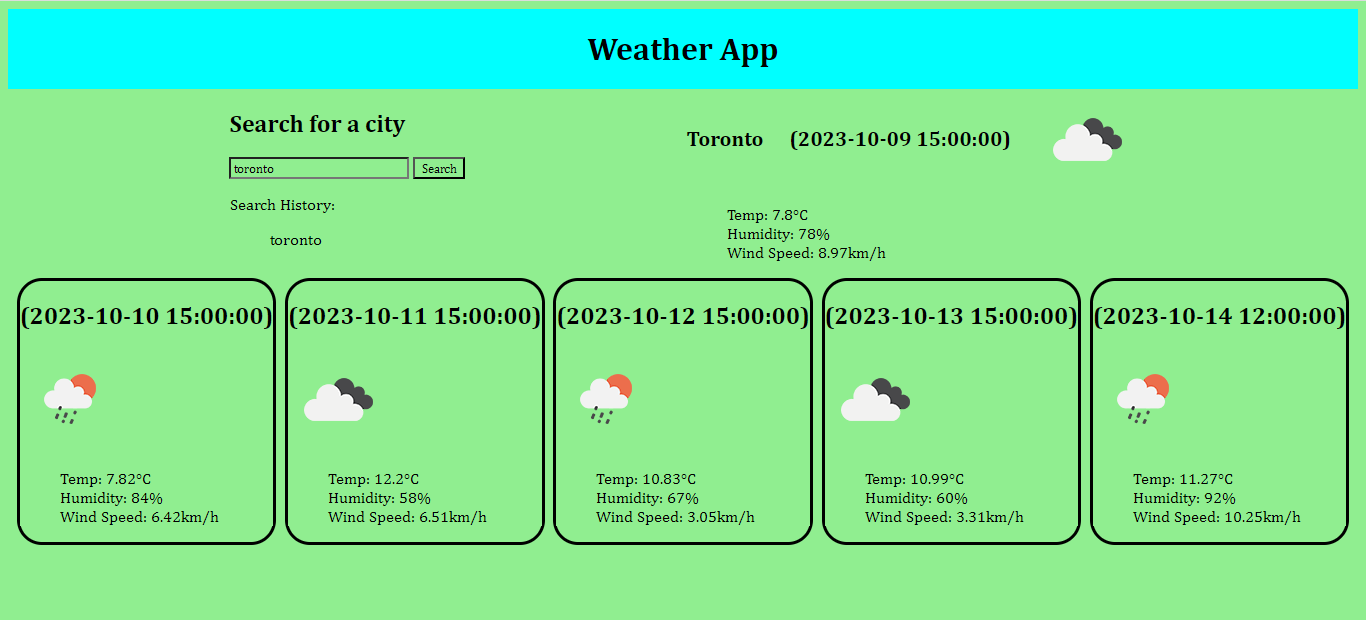 Weather App
Search for a city
toronto Search
Search History:
toronto
Toronto (2023-10-09 15:00:00)
Temp: 7.8°C
Humidity: 78%
Wind Speed: 8.97km/h
(2023-10-10 15:00:00)
Temp: 7.82°C
Humidity: 84%
Wind Speed: 6.42km/h
(2023-10-11 15:00:00)
Temp: 12.2°C
Humidity: 58%
Wind Speed: 6.51km/h
(2023-10-12 15:00:00)
Temp: 10.83°C
Humidity: 67%
Wind Speed: 3.05km/h
(2023-10-13 15:00:00)
Temp: 10.99°C
Humidity: 60%
Wind Speed: 3.31km/h
(2023-10-14 12:00:00)
Temp: 11.27°C
Humidity: 92%
Wind Speed: 10.25km/h